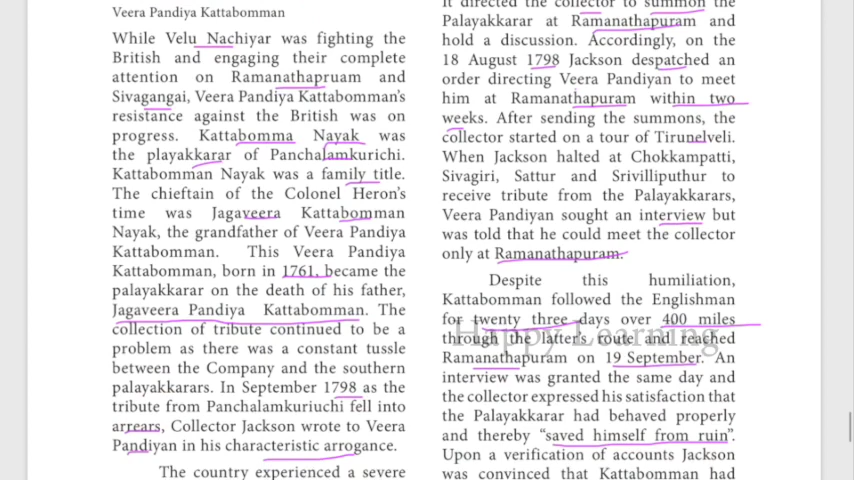 Veera Pandiya Kattabomman
While Velu Nachiyar was fighting the
British and engaging their complete
attention on Ramanathapruam and
Sivagangai, Veera Pandiya Kattabomman's
resistance against the British was on
progress. Kattabomma Nayak was
the playakkarar of Panchalamkurichi.
Kattabomman Nayak was a family title.
The chieftain of the Colonel Heron's
time was Jagaveera Kattabomman
Nayak, the grandfather of Veera Pandiya
Kattabomman. This Veera Pandiya
Kattabomman, born in 1761, became the
palayakkarar on the death of his father,
Jagaveera Pandiya Kattabomman. The
collection of tribute continued to be a
problem as there was a constant tussle
between the Company and the southern
palayakkarars. In September 1798 as the
tribute from Panchalamkuriuchi fell into
arrears, Collector Jackson wrote to Veera
Pandiyan in his characteristic arrogance.
The country experienced a severe
It directed the collector to summon the
Palayakkarar at Ramanathapuram and
hold a discussion. Accordingly, on the
18 August 1798 Jackson despatched an
order directing Veera Pandiyan to meet
him at Ramanathapuram within two
weeks. After sending the summons, the
collector started on a tour of Tirunelveli.
When Jackson halted at Chokkampatti,
Sivagiri, Sattur and Srivilliputhur to
receive tribute from the Palayakkarars,
Veera Pandiyan sought an interview but
was told that he could meet the collector
only at Ramanathapuram.
Despite this humiliation,
Kattabomman followed the Englishman
for twenty three days over 400 miles
through the latter's route and reached
Ramanathapuram on 19 September. An
interview was granted the same day and
the collector expressed his satisfaction that
the Palayakkarar had behaved properly
and thereby "saved himself from ruin".
Upon a verification of accounts Jackson
was convinced that Kattabomman had
Happy Learning